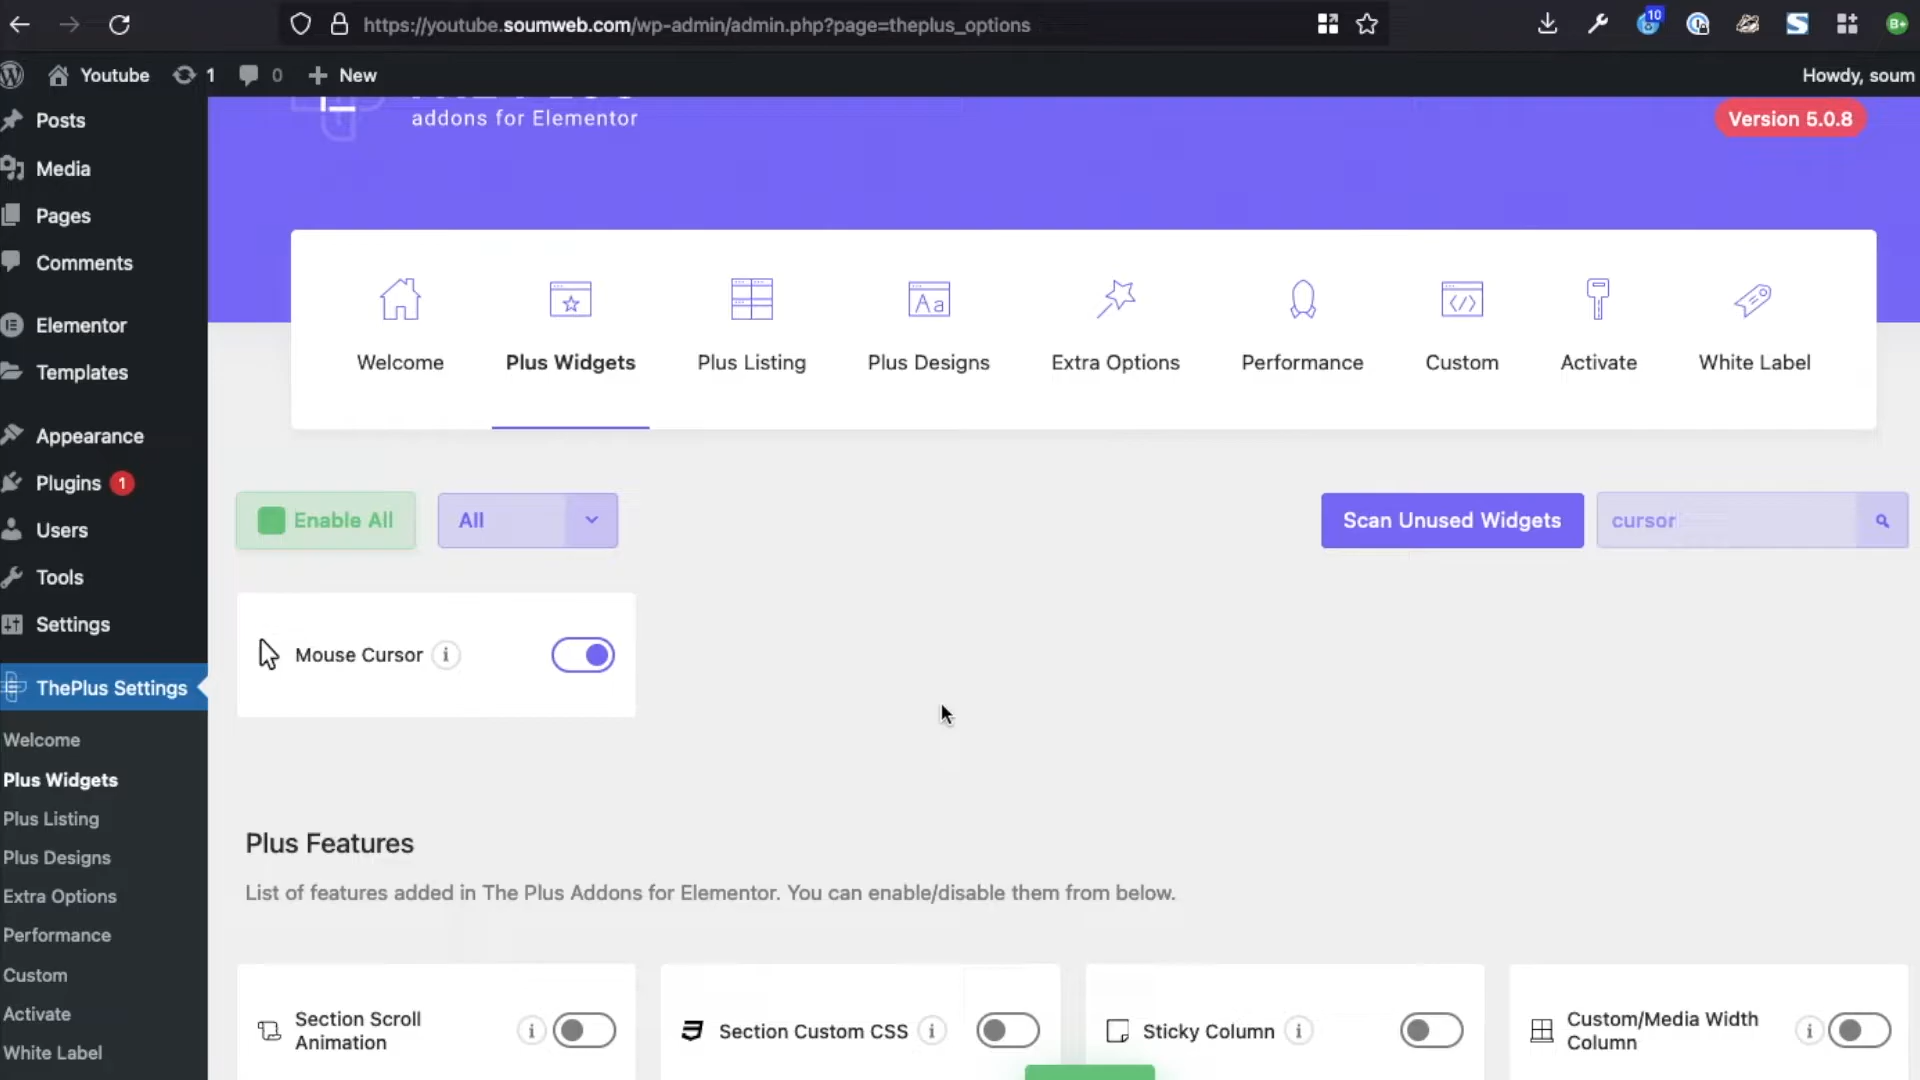 https://youtube.soumweb.com/wp-admin/admin.php?page=theplus_options
10
B+
Youtube
1
0
New
Howdy, soum
Posts
Media
Pages
Comments
Elementor
Templates
Appearance
Plugins 1
Users
Tools
Settings
ThePlus Settings
Welcome
Plus Widgets
Plus Listing
Plus Designs
Extra Options
Performance
Custom
Activate
White Label
addons for Elementor
Version 5.0.8
Welcome
Plus Widgets
Plus Listing
Aa
Plus Designs
Extra Options
Performance
Custom
Activate
White Label
Enable All
All
Scan Unused Widgets
cursor
Mouse Cursor
Plus Features
List of features added in The Plus Addons for Elementor. You can enable/disable them from below.
Section Scroll
Animation
Section Custom CSS
Sticky Column
Custom/Media Width
Column